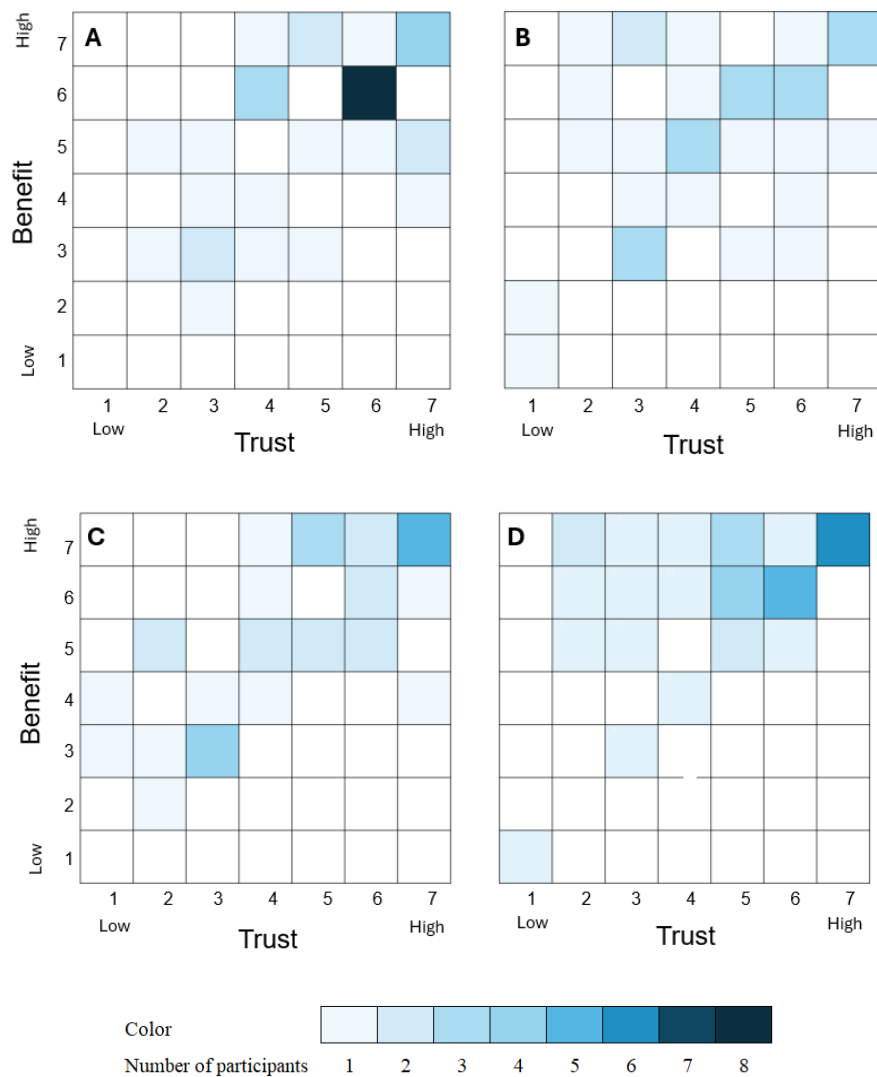 A
B
High
7
6
5
4
3
2
1
Low
Benefit
1 2 3 4 5 6 7
Low High
Trust
1 2 3 4 5 6 7
Low High
Trust
C
D
High
7
6
5
4
3
2
1
Low
Benefit
1 2 3 4 5 6 7
Low High
Trust
1 2 3 4 5 6 7
Low High
Trust
Color
Number of participants 1 2 3 4 5 6 7 8